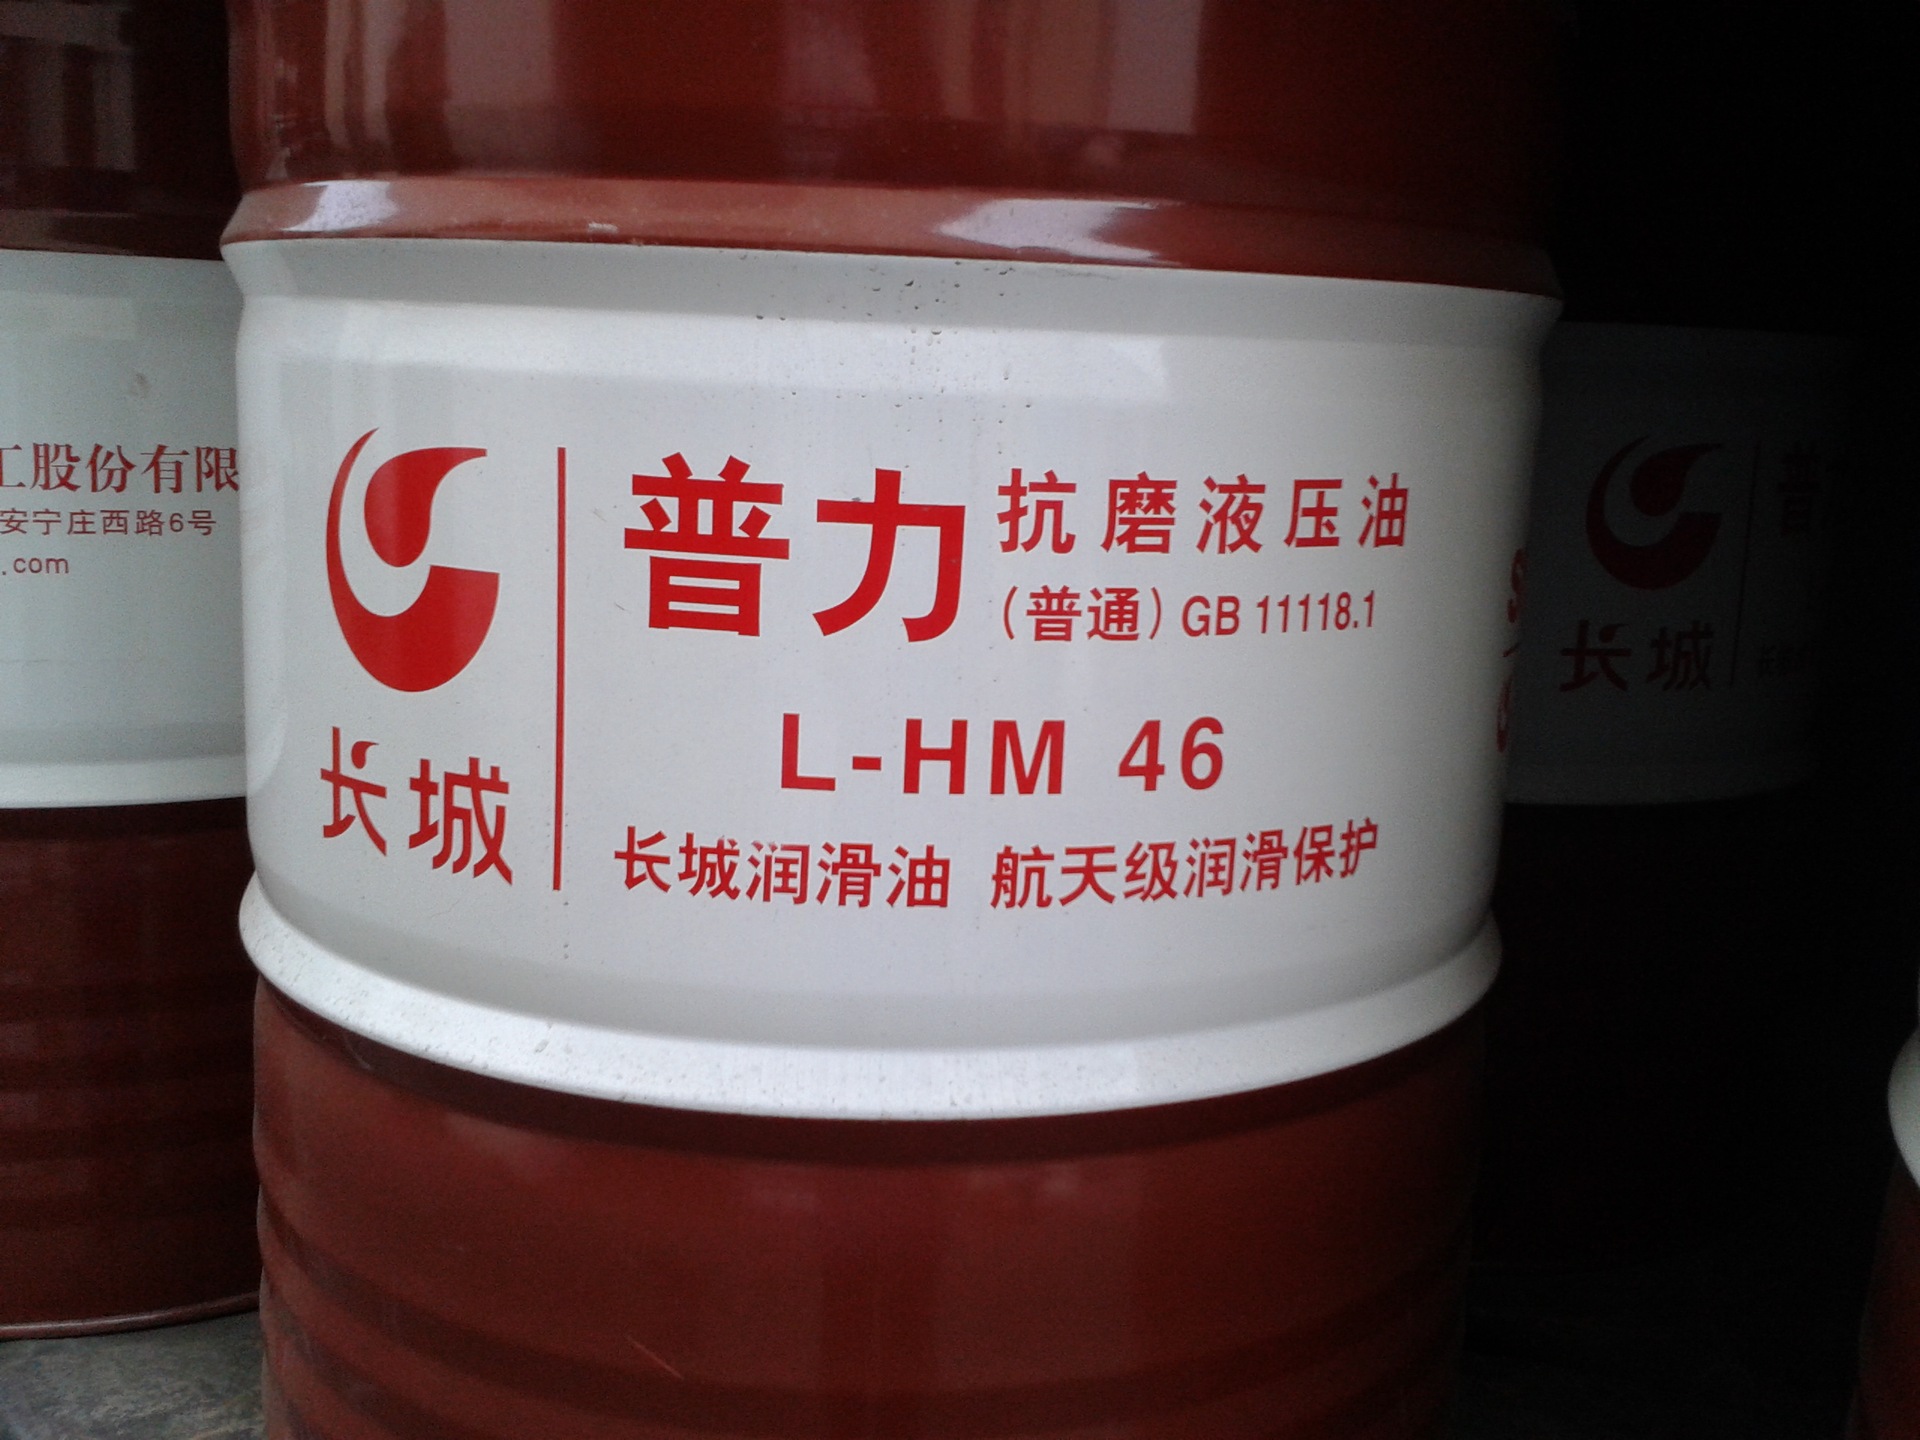 工股份有限
安宁庄西路6号
.com
长城
普力
抗磨液压油
(普通) GB 11118.1
L-HM 46
长城润滑油 航天级润滑保护
长城